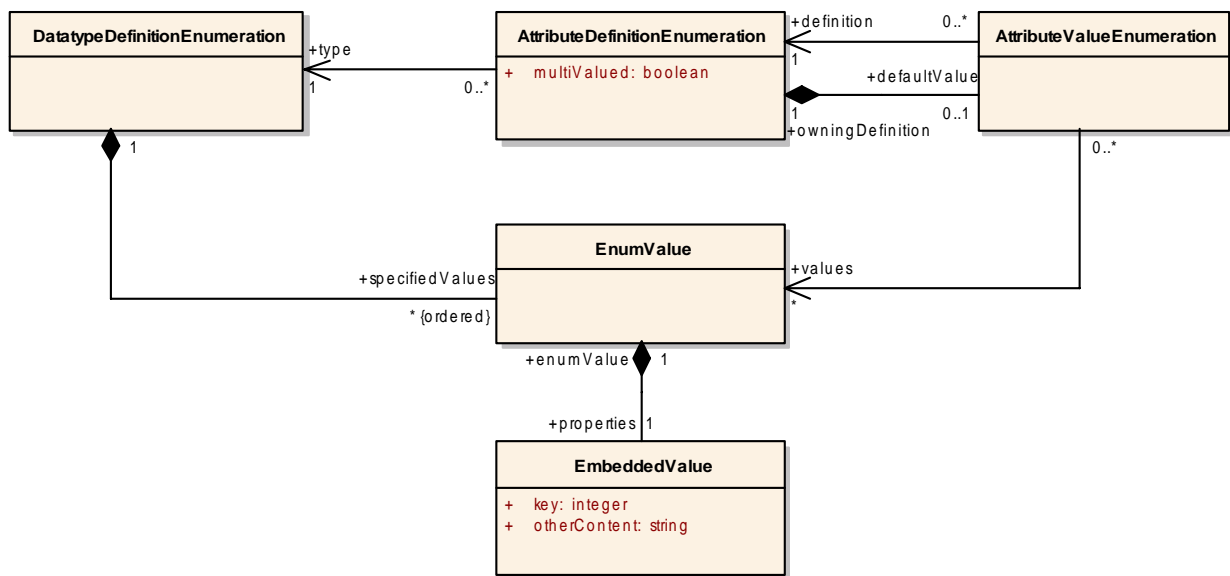 DatatypeDefinitionEnumeration
AttributeDefinitionEnumeration
AttributeValueEnumeration
+type
1
0..*
+ multiValued: boolean
+definition
1
0..*
+defaultValue
0..1
1
+owningDefinition
1
0..*
EnumValue
+specifiedValues
* {ordered}
+values
*
+enumValue
1
+properties
1
EmbeddedValue
+ key: integer
+ otherContent: string